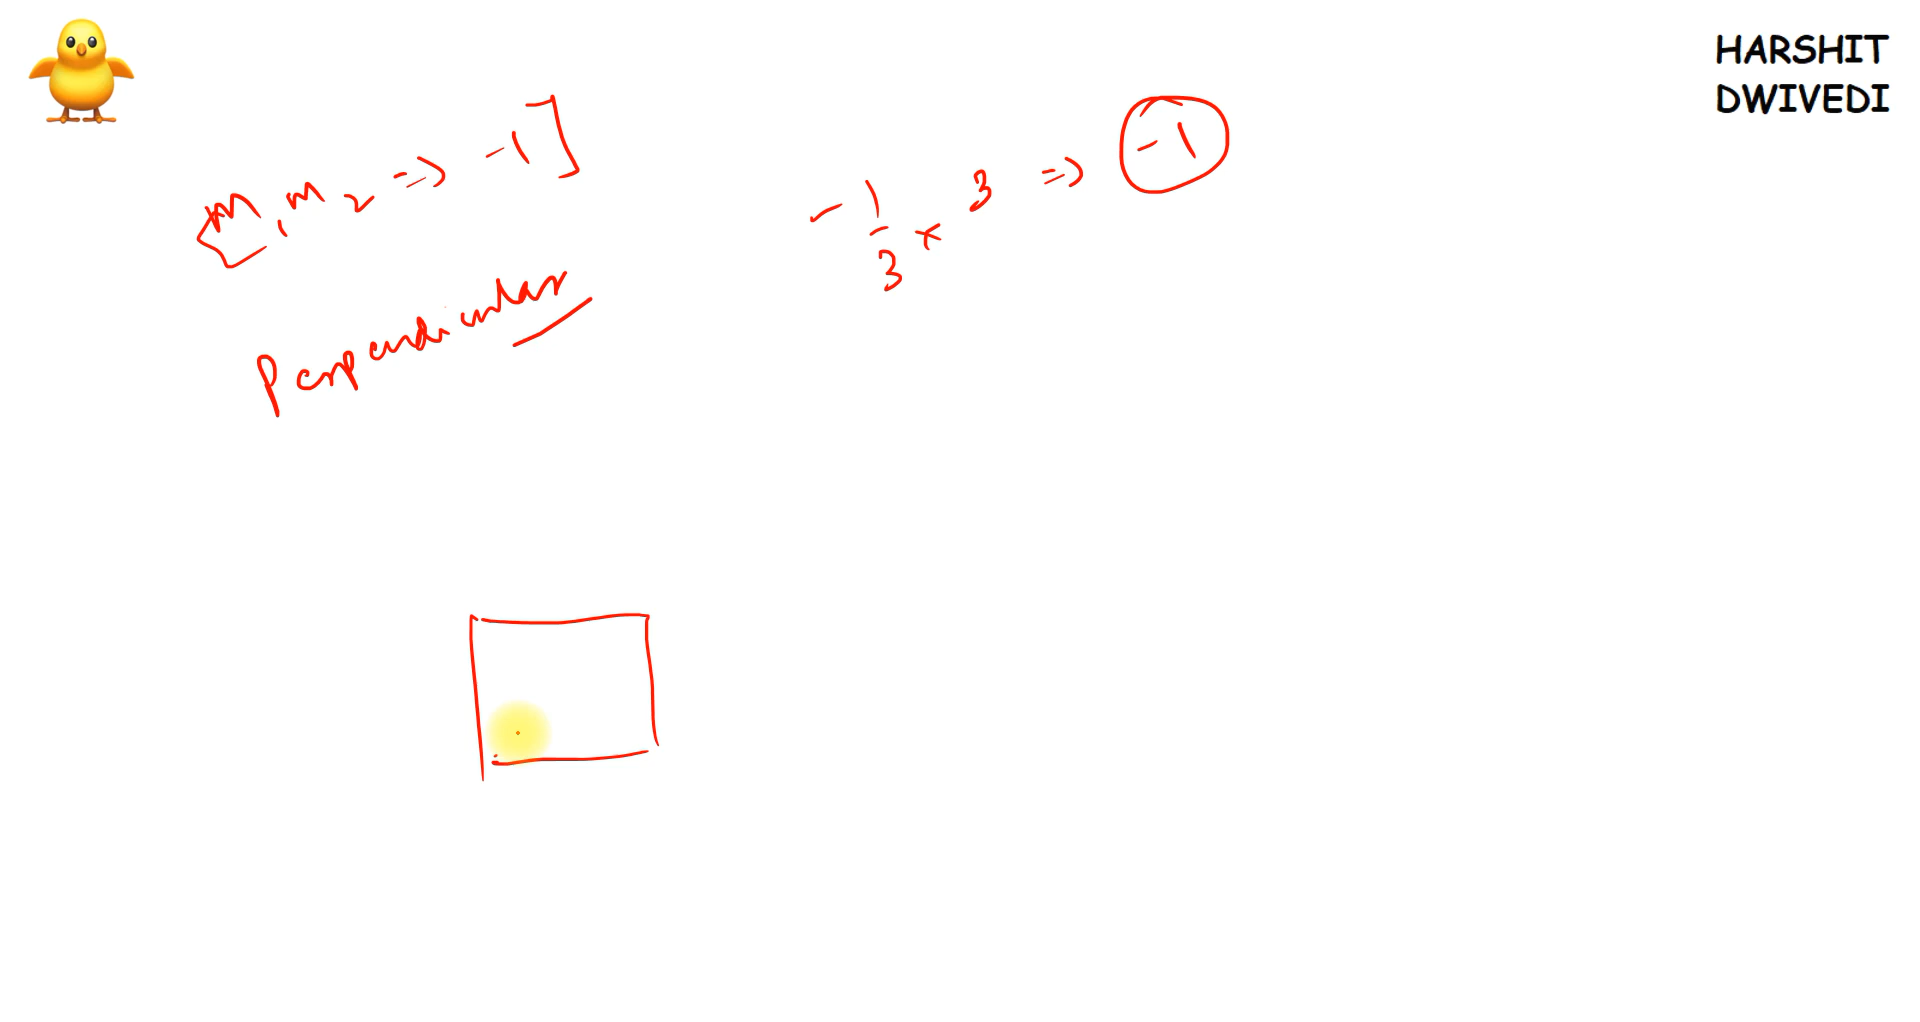 HARSHIT
DWIVEDI
[m₁m₂ => -1]
-1/3 × 3 => -1
Perpendicular